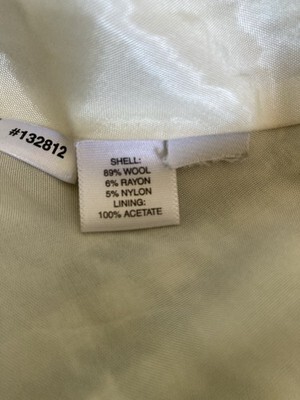 #132812
SHELL:
89% WOOL
6% RAYON
5% NYLON
LINING:
100% ACETATE